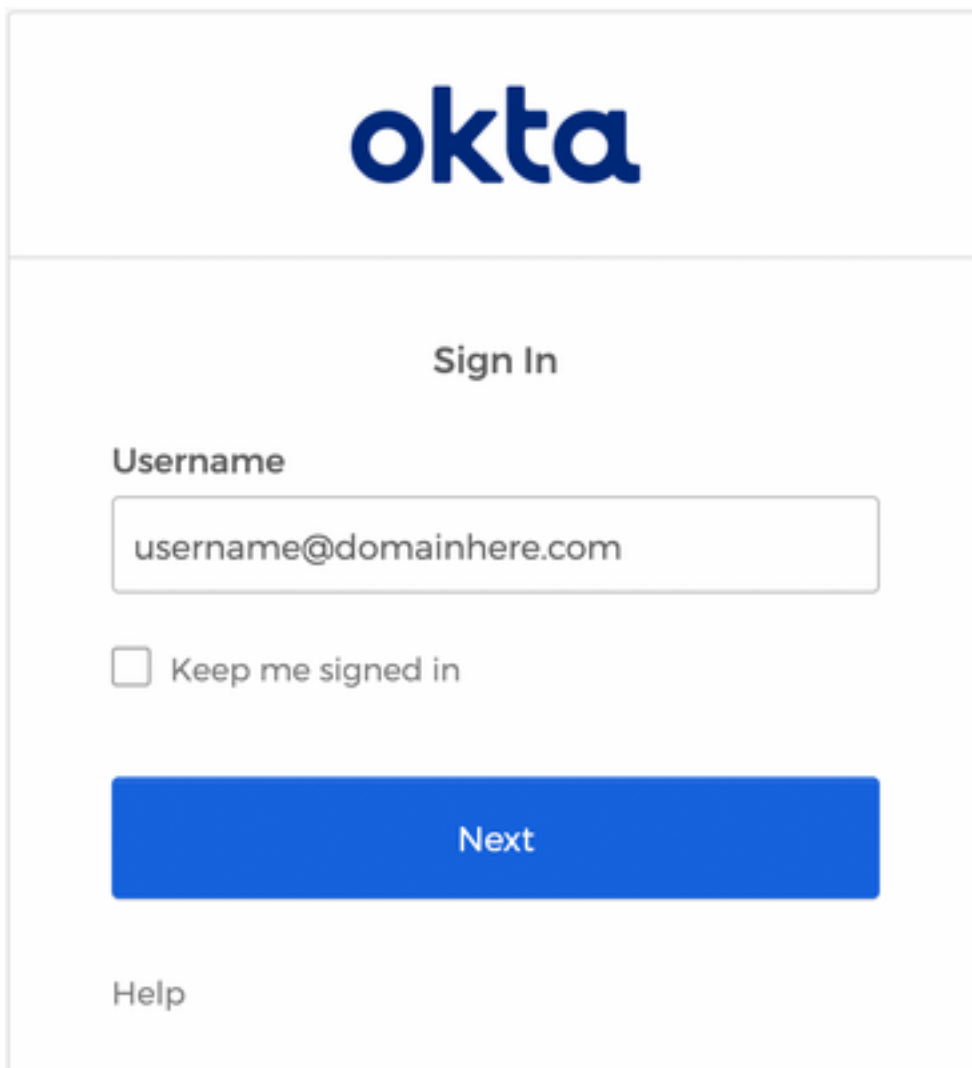 okta
Sign In
Username
username@domainhere.com
Keep me signed in
Next
Help